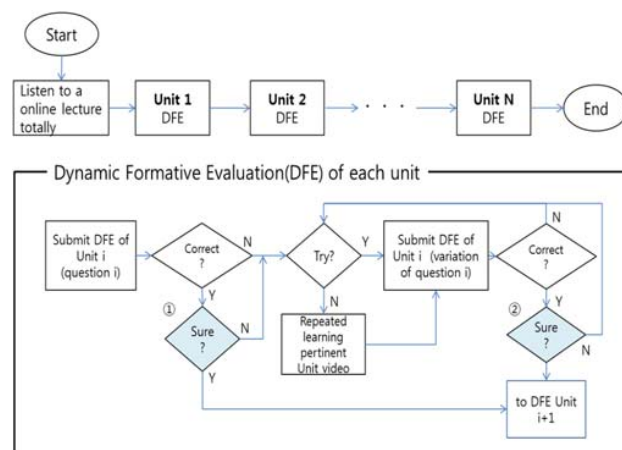 Start
Listen to a
online lecture
totally
Unit 1
DFE
Unit 2
DFE
· · · · ·
Unit N
DFE
End
Dynamic Formative Evaluation(DFE) of each unit
Submit DFE of
Unit i
(question i)
Correct
?
N
Y
①
Sure
?
N
Y
Try?
Y
N
Repeated
learning
pertinent
Unit video
Submit DFE of
Unit i (variation
of question i)
N
Correct
?
Y
②
Sure
?
N
Y
to DFE Unit
i+1